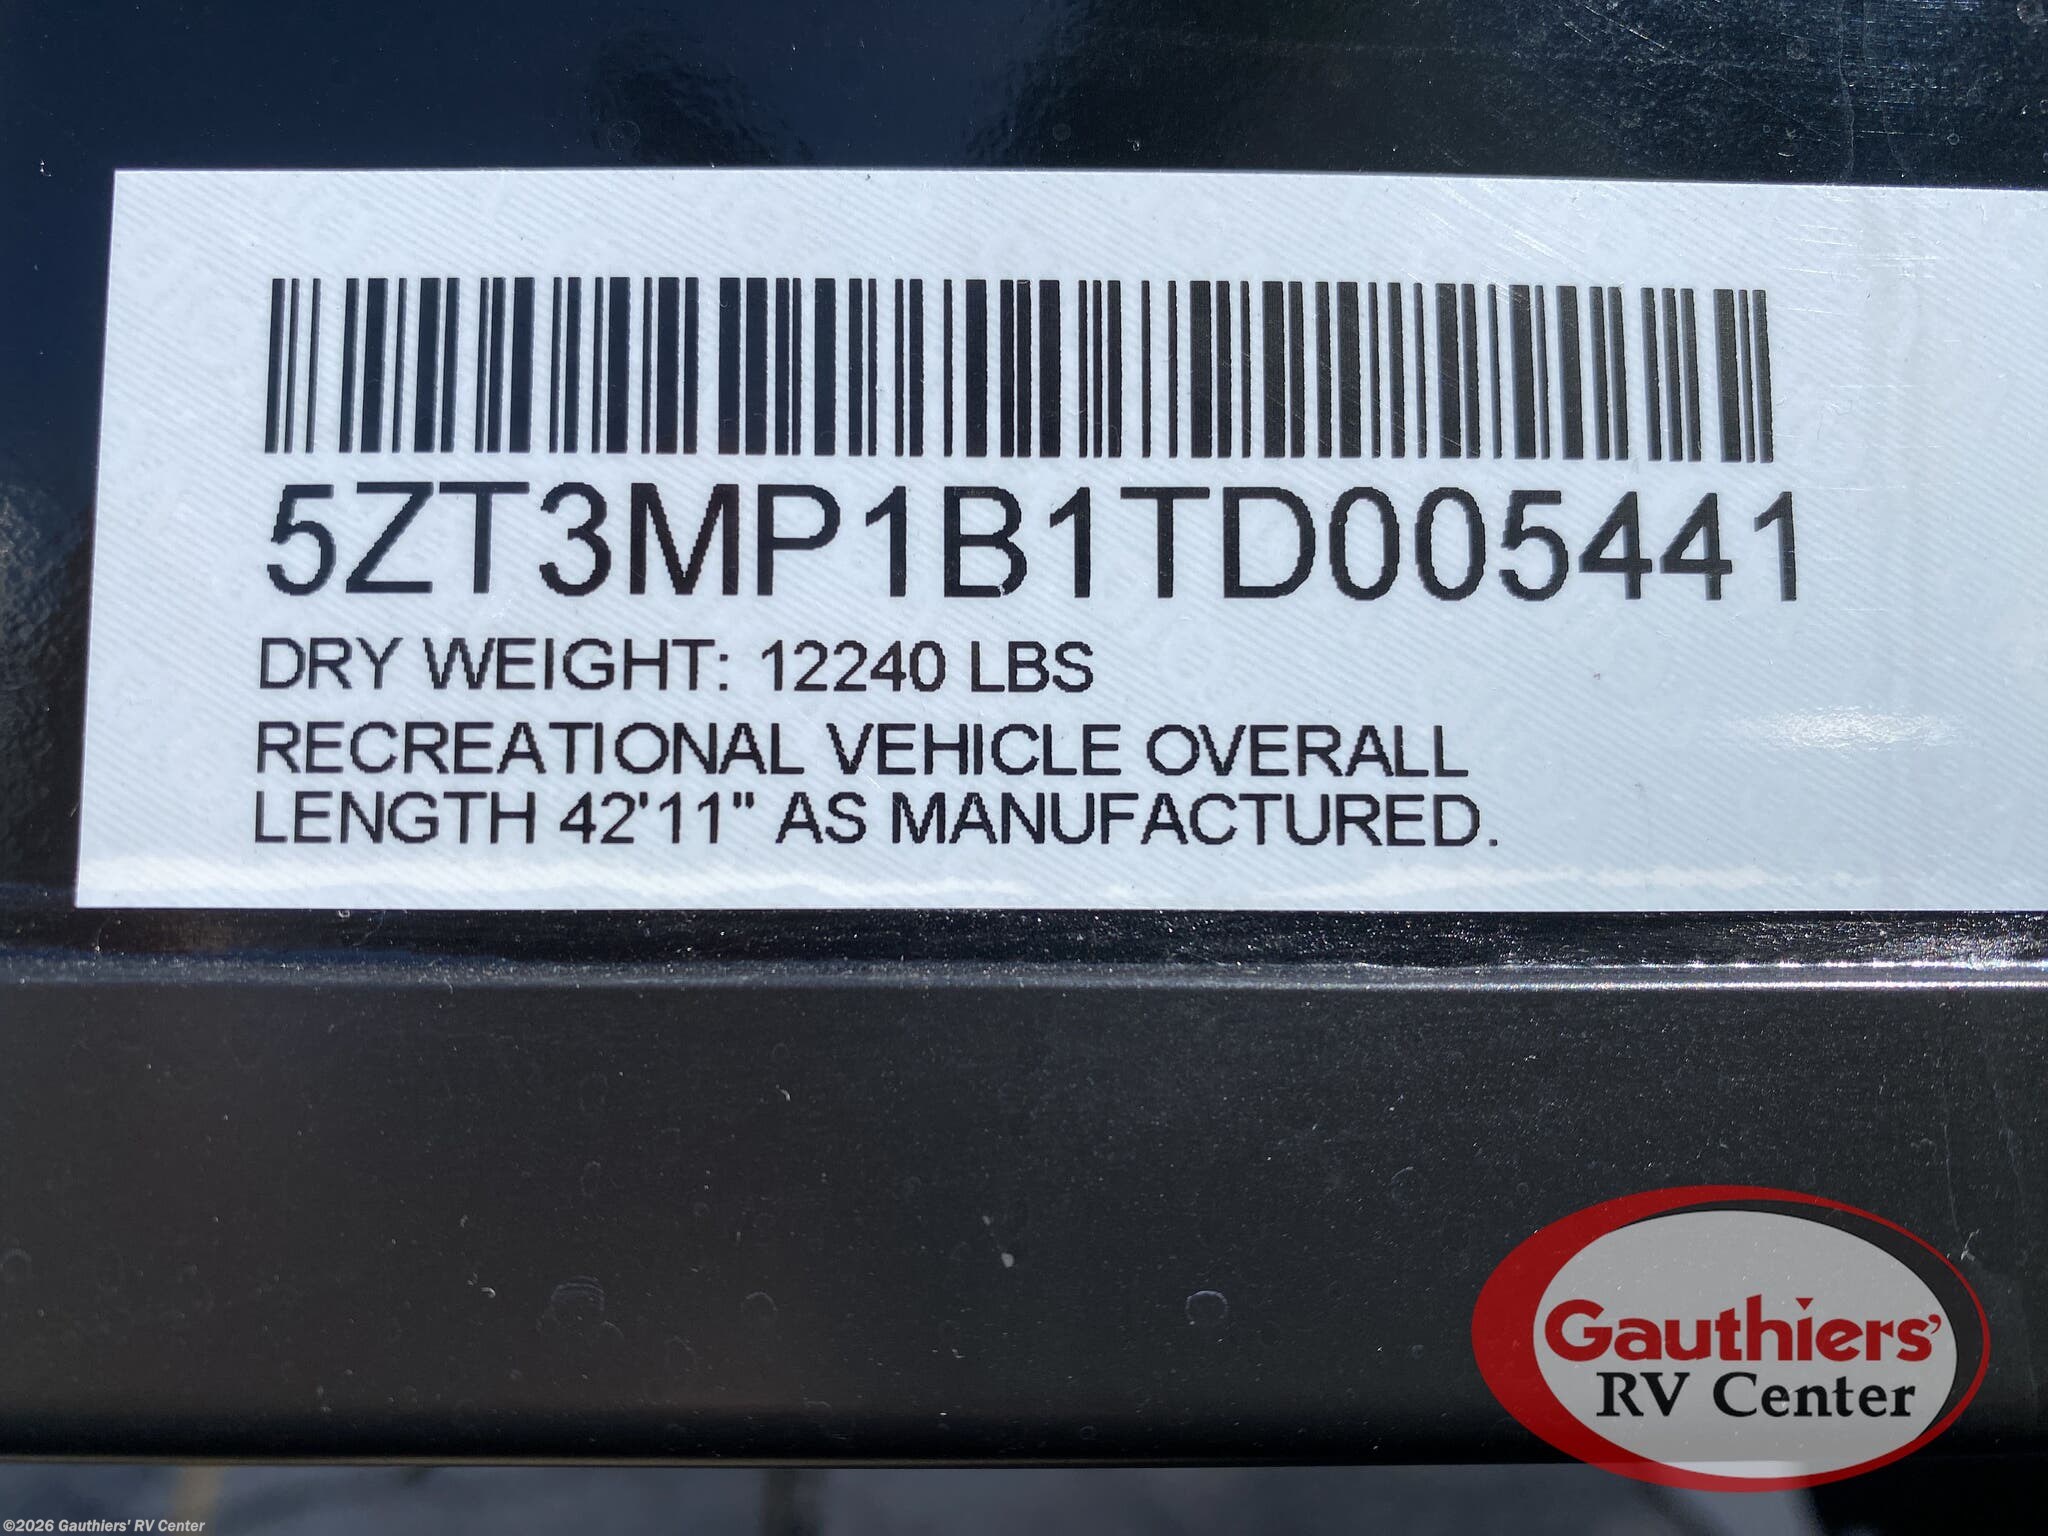 5ZT3MP1B1TD005441
DRY WEIGHT: 12240 LBS
RECREATIONAL VEHICLE OVERALL
LENGTH 42'11" AS MANUFACTURED.
Gauthiers'
RV Center
©2026 Gauthiers' RV Center